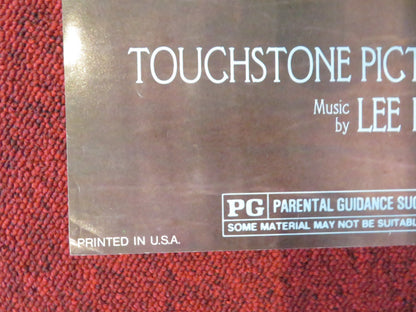 TOUCHSTONE PICT
Music
by LEE
PG PARENTAL GUIDANCE SUG
SOME MATERIAL MAY NOT BE SUITABL
PRINTED IN U.S.A.